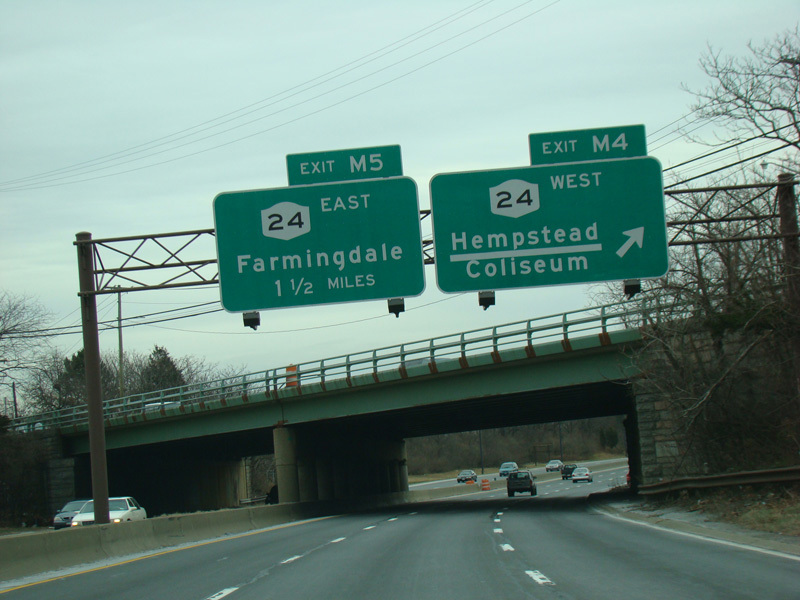 EXIT M5
24 EAST
Farmingdale
1 1/2 MILES
EXIT M4
24 WEST
Hempstead
Coliseum